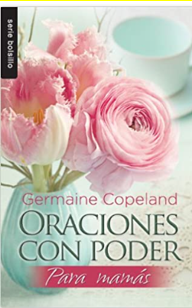 serie bolsillo
Germaine Copeland
ORACIONES
CON PODER
Para mamás